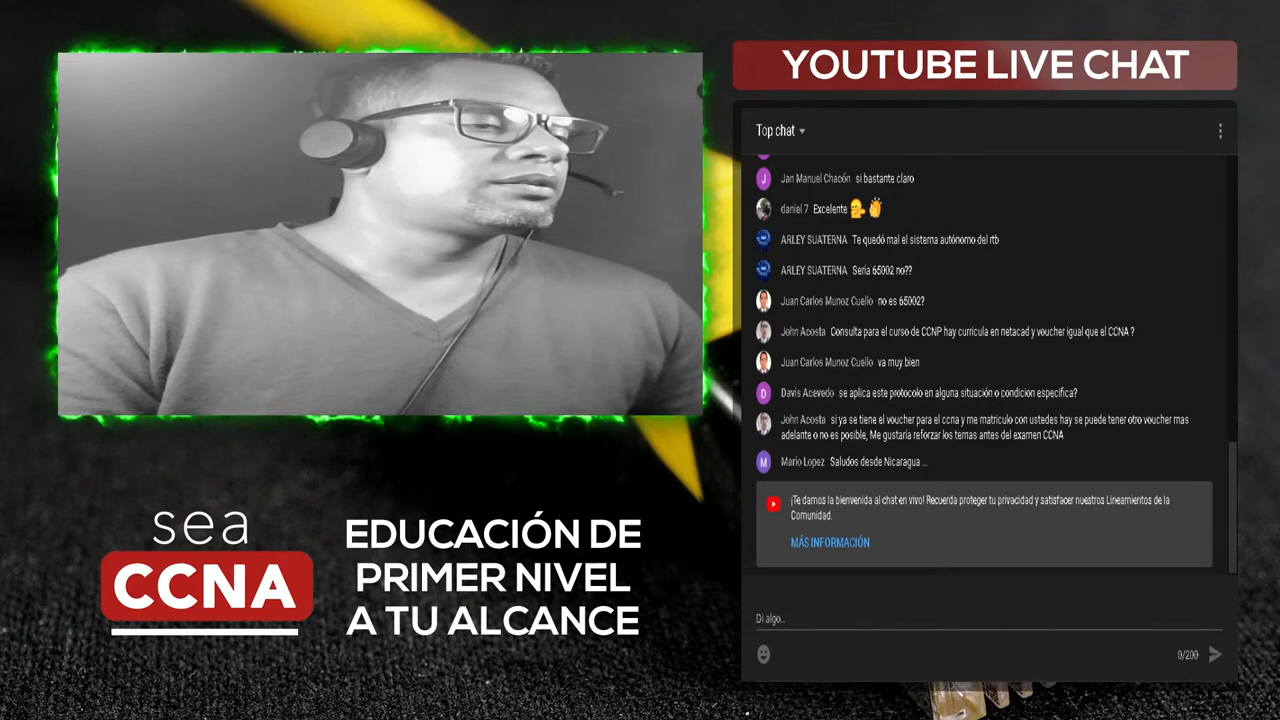 YOUTUBE LIVE CHAT
Top chat
J Jan Manuel Chacón si bastante claro
daniel 7 Excelente
ARLEY SUATERNA Te quedó mal el sistema autónomo del rtb
ARLEY SUATERNA Sería 65002 no??
Juan Carlos Munoz Cuello no es 65002?
John Acosta Consulta para el curso de CCNP hay curricula en netacad y voucher igual que el CCNA ?
Juan Carlos Munoz Cuello va muy bien
D Davis Acevedo se aplica este protocolo en alguna situación o condicion especifica?
John Acosta si ya se tiene el voucher para el ccna y me matriculo con ustedes hay se puede tener otro voucher mas
adelante o no es posible, Me gustaría reforzar los temas antes del examen CCNA
M Mario Lopez Saludos desde Nicaragua ...
¡Te damos la bienvenida al chat en vivo! Recuerda proteger tu privacidad y satisfacer nuestros Lineamientos de la
Comunidad.
MÁS INFORMACIÓN
Di algo...
0/200
sea
CCNA
EDUCACIÓN DE
PRIMER NIVEL
A TU ALCANCE